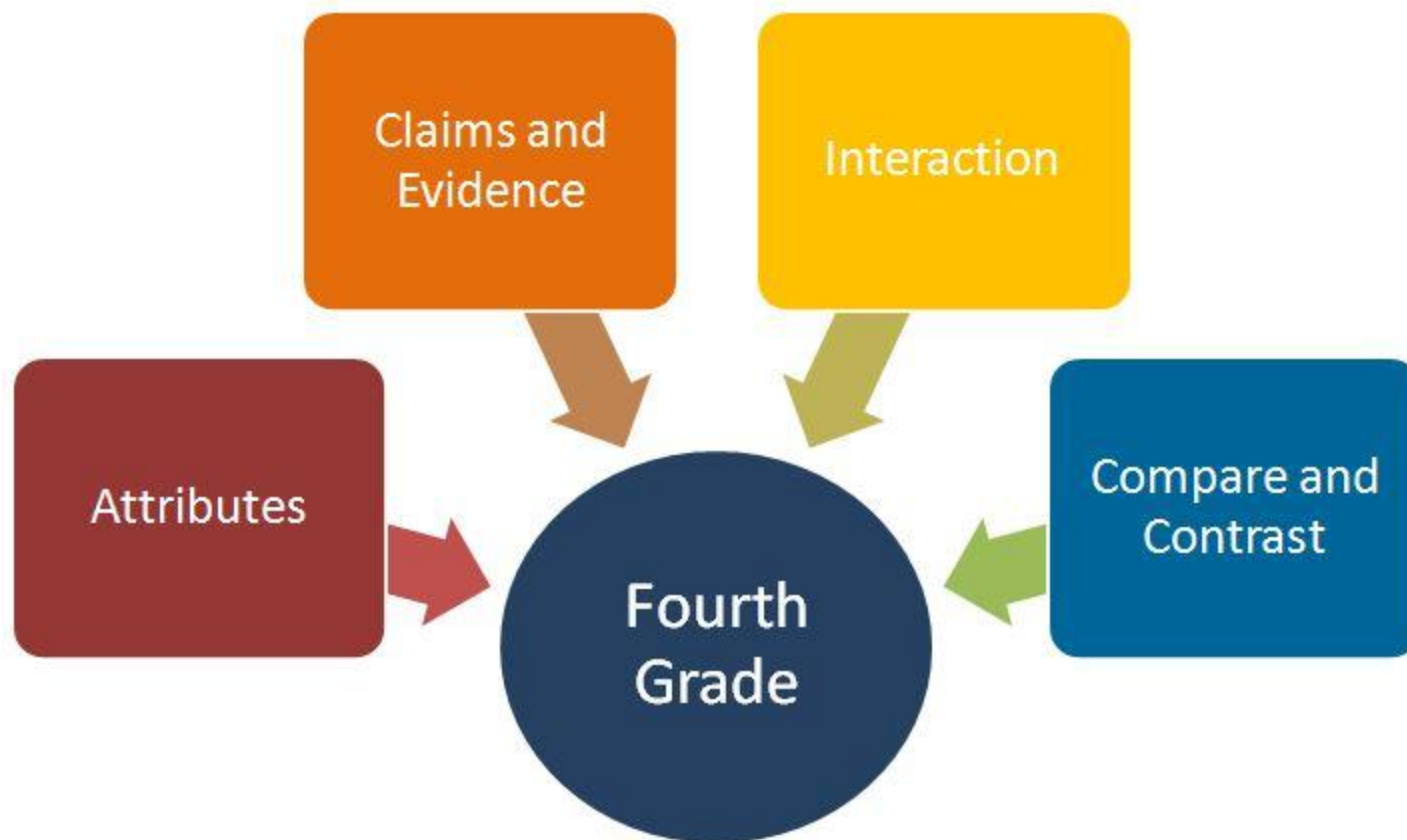 Claims and
Evidence
Interaction
Attributes
Compare and
Contrast
Fourth
Grade